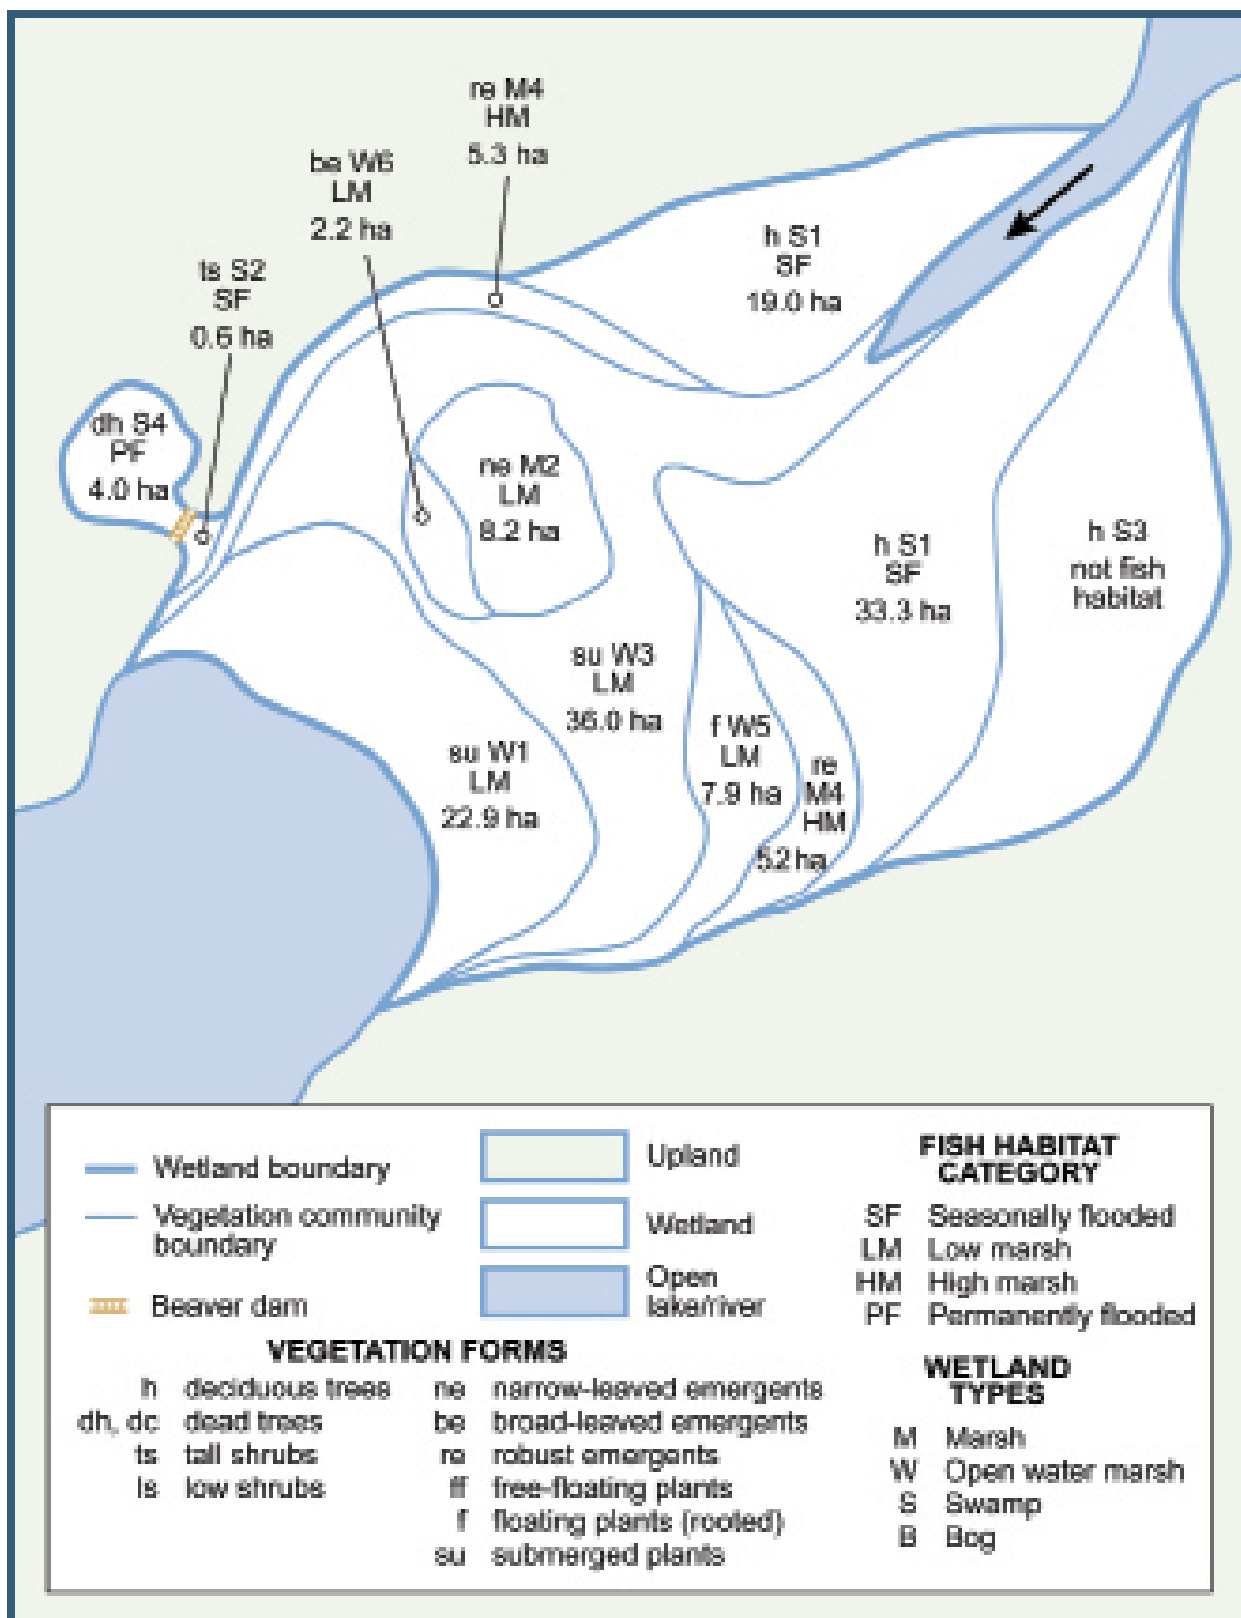 re M4
HM
5.3 ha
be W6
LM
2.2 ha
ts S2
SF
0.6 ha
h S1
SF
19.0 ha
dh S4
PF
4.0 ha
ne M2
LM
8.2 ha
h S1
SF
33.3 ha
h S3
not fish
habitat
su W3
LM
36.0 ha
f W5
LM
7.9 ha
re
M4
HM
5.2 ha
su W1
LM
22.9 ha
Wetland boundary
Vegetation community
boundary
Beaver dam
Upland
Wetland
Open
lake/river
FISH HABITAT
CATEGORY
SF Seasonally flooded
LM Low marsh
HM High marsh
PF Permanently flooded
VEGETATION FORMS
h deciduous trees
dh, dc dead trees
ts tall shrubs
ls low shrubs
ne narrow-leaved emergents
be broad-leaved emergents
re robust emergents
ff free-floating plants
f floating plants (rooted)
su submerged plants
WETLAND
TYPES
M Marsh
W Open water marsh
S Swamp
B Bog